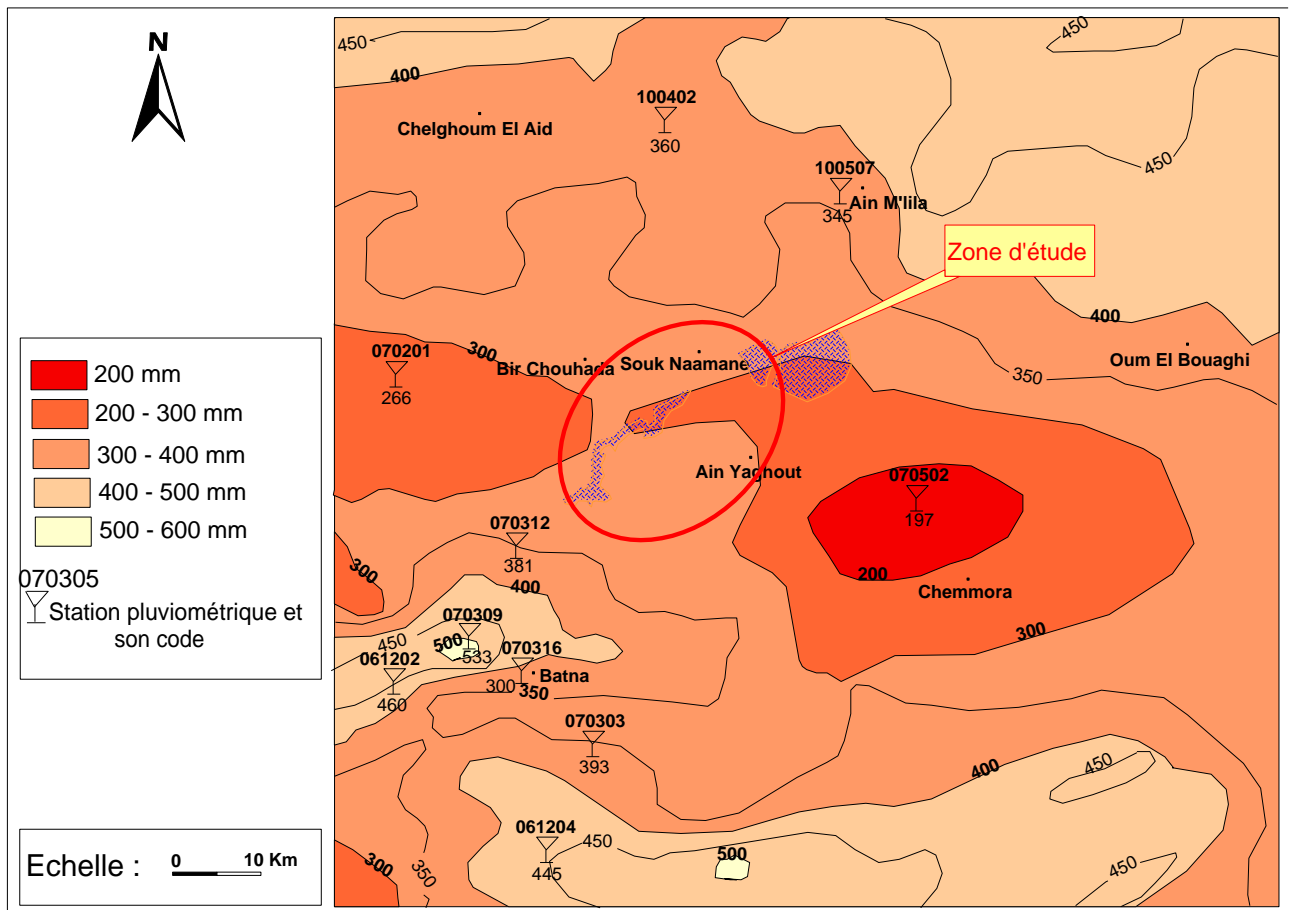 N
200 mm
200 - 300 mm
300 - 400 mm
400 - 500 mm
500 - 600 mm
070305
Station pluviométrique et
son code
Echelle :
0
10 Km
450
450
400
100402
360
Chelghoum El Aid
450
100507
345
Ain M'lila
Zone d'étude
400
Oum El Bouaghi
350
300
070201
266
Bir Chouhada
Souk Naamane
Ain Yaghout
070502
197
200
Chemmora
300
070312
381
300
400
070309
533
450
500
061202
460
070316
300
Batna
350
070303
393
400
450
061204
445
450
500
350
300
450